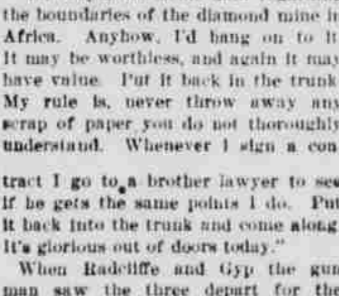 the boundaries of the diamond mine in
Africa. Anyhow, I'd hang on to it
It may be worthless, and again it may
have value. Put it back in the trunk
My rule is, never throw away any
scrap of paper you do not thoroughly
understand. Whenever I sign a con
tract I go to a brother lawyer to see
if he gets the same points I do. Put
it back into the trunk and come along
It's glorious out of doors today."
When Radcliffe and Gyp the gun
man saw the three depart for the